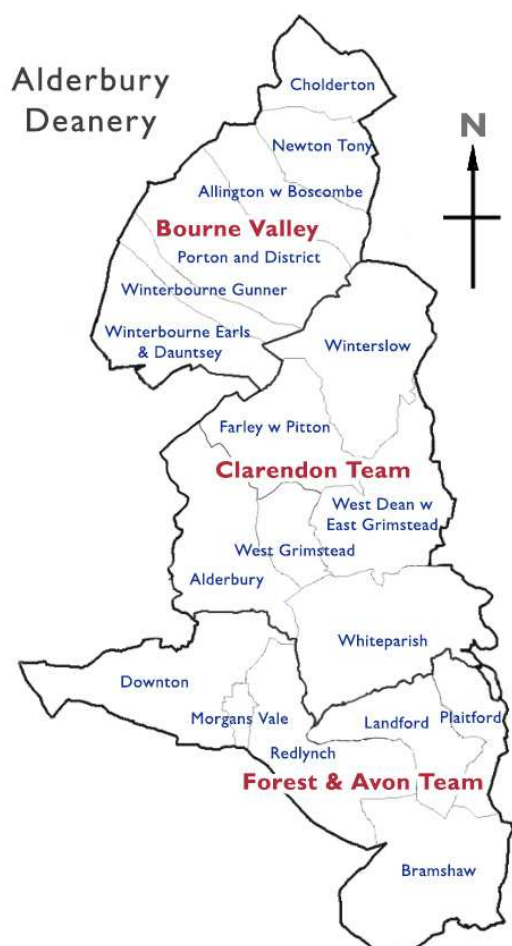 Alderbury
Deanery
N
Cholderton
Newton Tony
Allington w Boscombe
Bourne Valley
Porton and District
Winterbourne Gunner
Winterbourne Earls
& Dauntsey
Winterslow
Farley w Pitton
Clarendon Team
West Dean w
East Grimstead
West Grimstead
Alderbury
Whiteparish
Downton
Morgans Vale
Landford
Plaitford
Redlynch
Forest & Avon Team
Bramshaw